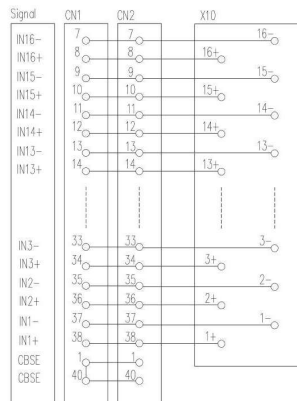 Signal CN1 CN2 X10
IN16- 7 7 16-
IN16+ 8 8 16+
IN15- 9 9 15-
IN15+ 10 10 15+
IN14- 11 11 14-
IN14+ 12 12 14+
IN13- 13 13 13-
IN13+ 14 14 13+
IN3- 33 33 3-
IN3+ 34 34 3+
IN2- 35 35 2-
IN2+ 36 36 2+
IN1- 37 37 1-
IN1+ 38 38 1+
CBSE 1 1
CBSE 40 40